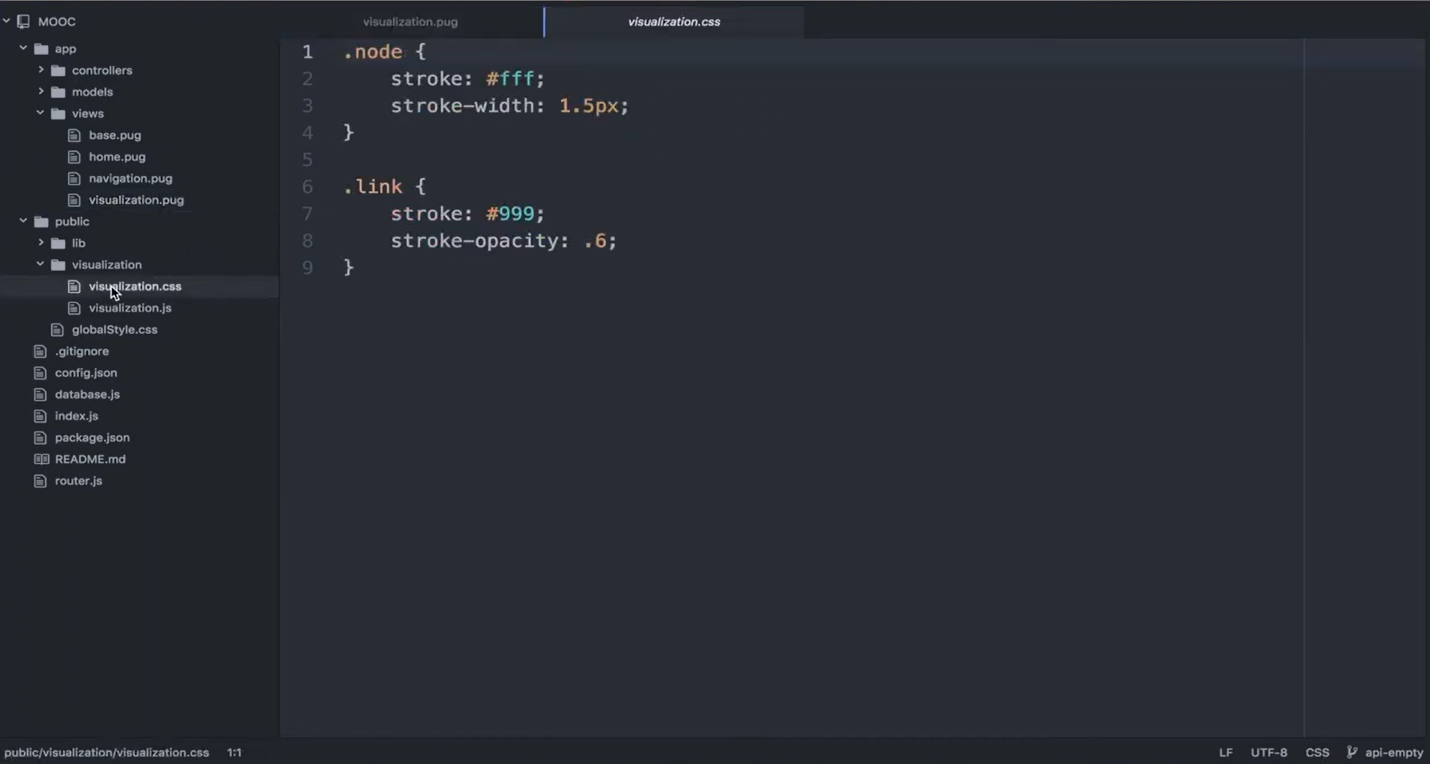 MOOC
app
controllers
models
views
base.pug
home.pug
navigation.pug
visualization.pug
public
lib
visualization
visualization.css
visualization.js
globalStyle.css
.gitignore
config.json
database.js
index.js
package.json
README.md
router.js
visualization.pug
visualization.css
1 .node {
2 stroke: #fff;
3 stroke-width: 1.5px;
4 }
5
6 .link {
7 stroke: #999;
8 stroke-opacity: .6;
9 }
public/visualization/visualization.css 1:1
LF UTF-8 CSS api-empty